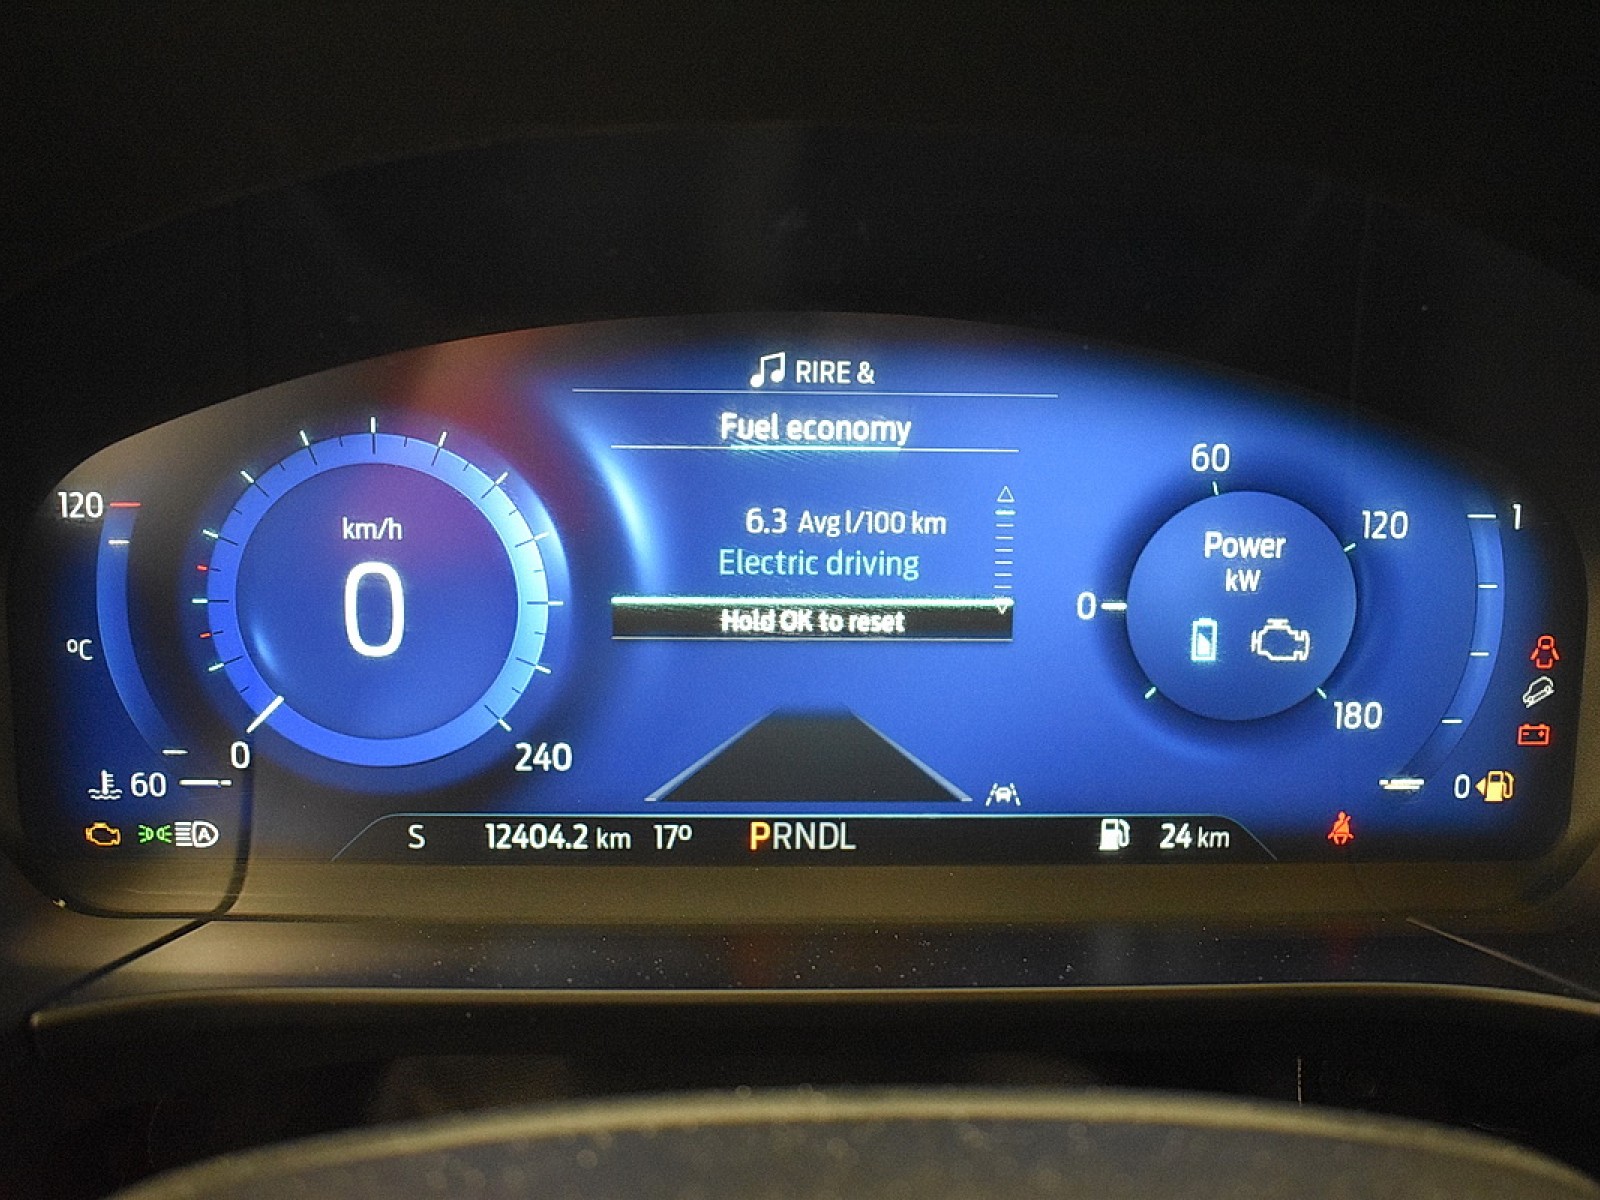 RIRE &
Fuel economy
6.3 Avg l/100 km
Electric driving
Hold OK to reset
120
°C
60
km/h
0
0
240
60
0
120
180
Power
kW
1
0
S 12404.2 km 17° PRNDL 24 km